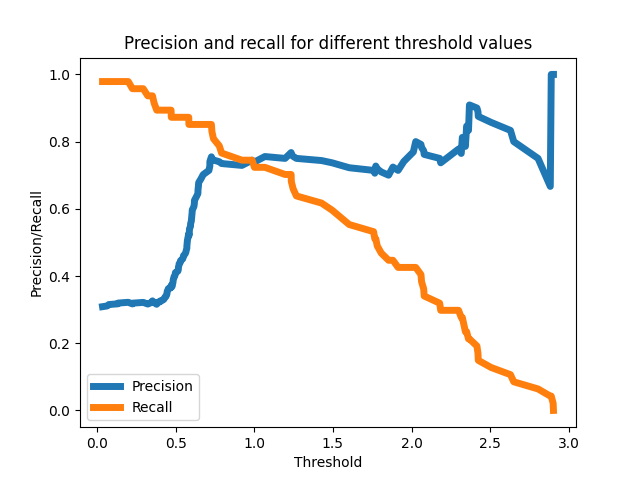 Precision and recall for different threshold values
Precision/Recall
1.0
0.8
0.6
0.4
0.2
0.0
Precision
Recall
0.0 0.5 1.0 1.5 2.0 2.5 3.0
Threshold